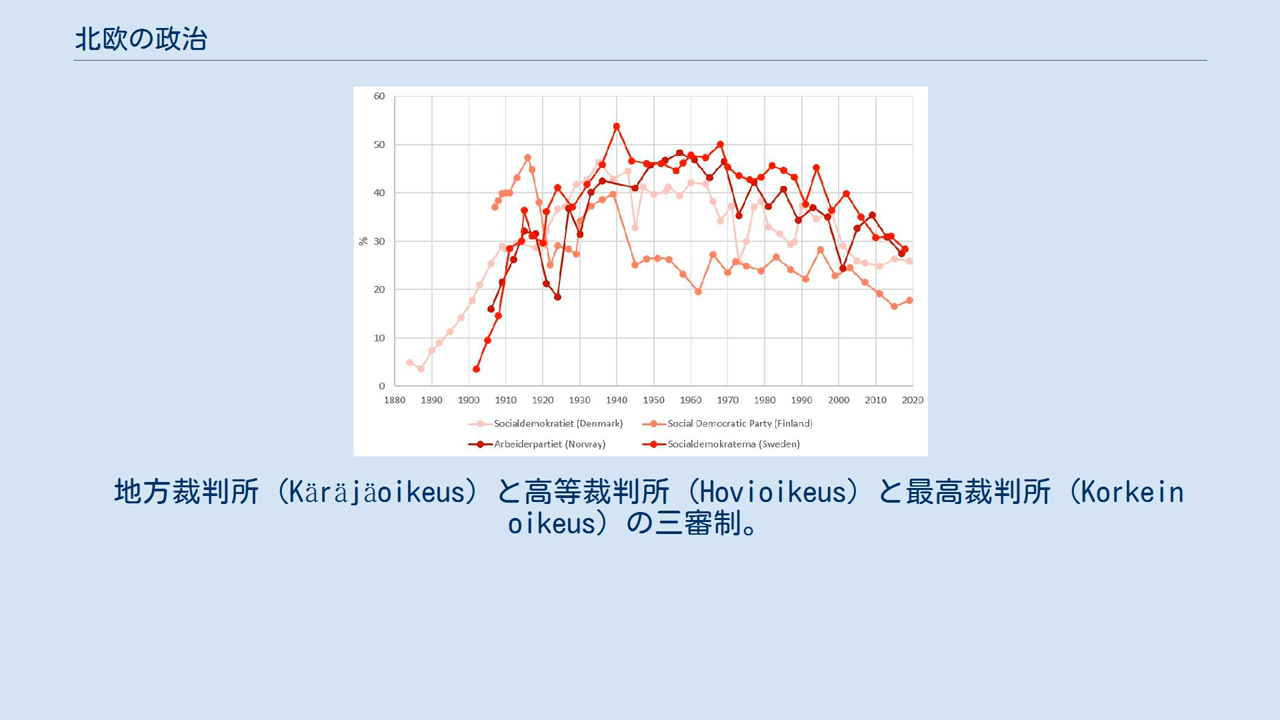 北欧の政治
60
50
40
30
20
10
0
%
1880 1890 1900 1910 1920 1930 1940 1950 1960 1970 1980 1990 2000 2010 2020
Socialdemokratiet (Denmark) Social Democratic Party (Finland)
Arbeiderpartiet (Norway) Socialdemokraterna (Sweden)
地方裁判所（Käräjäoikeus）と高等裁判所（Hovioikeus）と最高裁判所（Korkein
oikeus）の三審制。